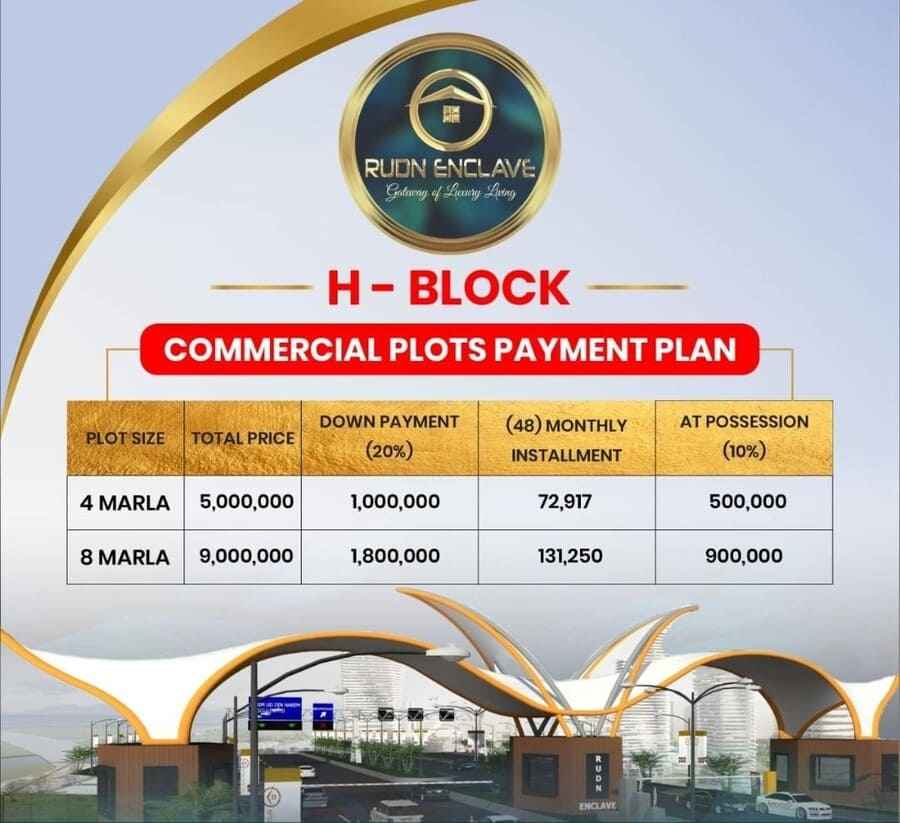 RUDN ENCLAVE
Gateway of Luxury Living
H - BLOCK
COMMERCIAL PLOTS PAYMENT PLAN
PLOT SIZE TOTAL PRICE DOWN PAYMENT (20%) (48) MONTHLY INSTALLMENT AT POSSESSION (10%)
4 MARLA 5,000,000 1,000,000 72,917 500,000
8 MARLA 9,000,000 1,800,000 131,250 900,000
RUDN
ENCLAVE